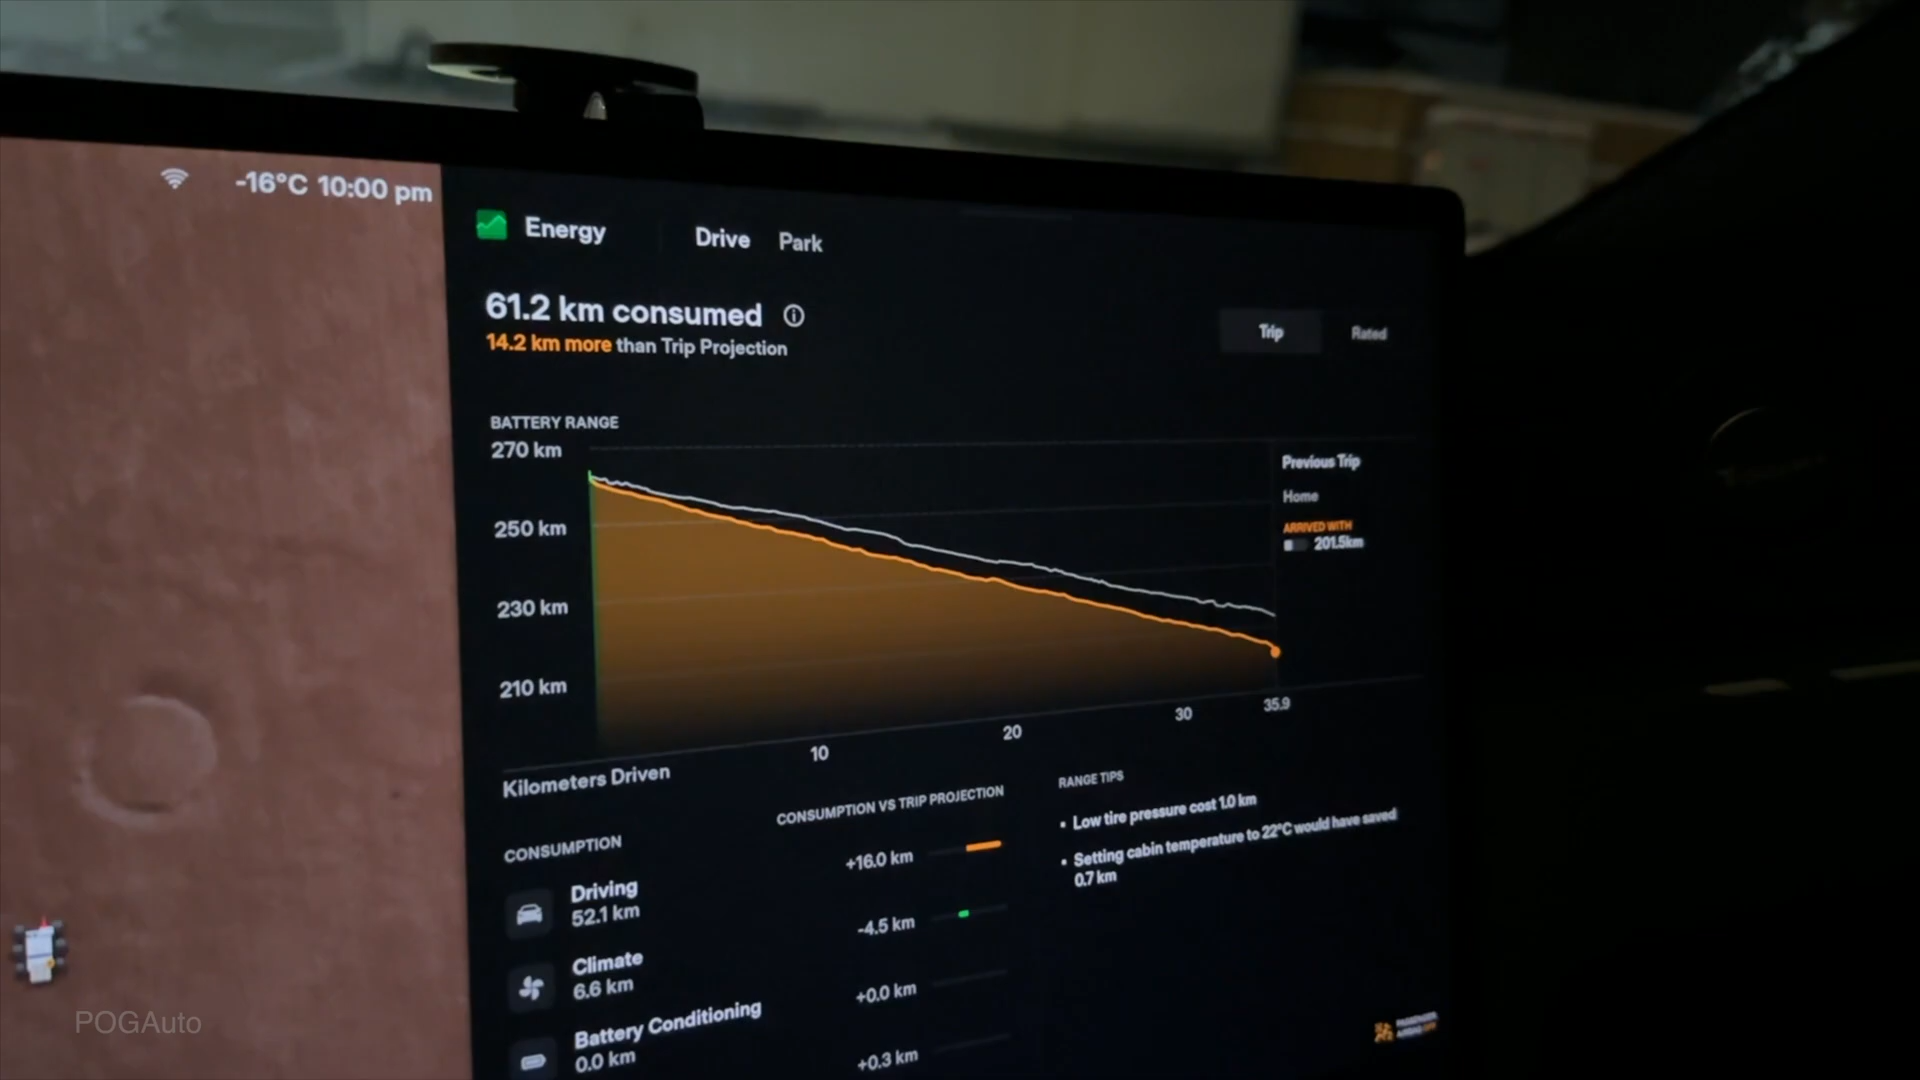 -16°C 10:00 pm
Energy
Drive Park
61.2 km consumed
14.2 km more than Trip Projection
Trip Rated
BATTERY RANGE
270 km
250 km
230 km
210 km
Previous Trip
Home
ARRIVED WITH
201.5km
10 20 30 35.9
Kilometers Driven
CONSUMPTION
CONSUMPTION VS TRIP PROJECTION
Driving
52.1 km
+16.0 km
Climate
6.6 km
-4.5 km
Battery Conditioning
0.0 km
+0.0 km
+0.3 km
RANGE TIPS
• Low tire pressure cost 1.0 km
• Setting cabin temperature to 22°C would have saved
0.7 km
PASSENGER
AIRBAG OFF
POGAuto